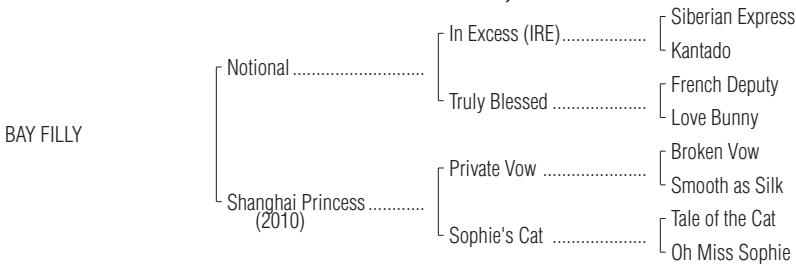 Siberian Express
In Excess (IRE)..................
Kantado
Notional ............................
French Deputy
Truly Blessed ....................
Love Bunny
BAY FILLY
Broken Vow
Private Vow ......................
Smooth as Silk
Shanghai Princess............
(2010)
Tale of the Cat
Sophie's Cat ....................
Oh Miss Sophie